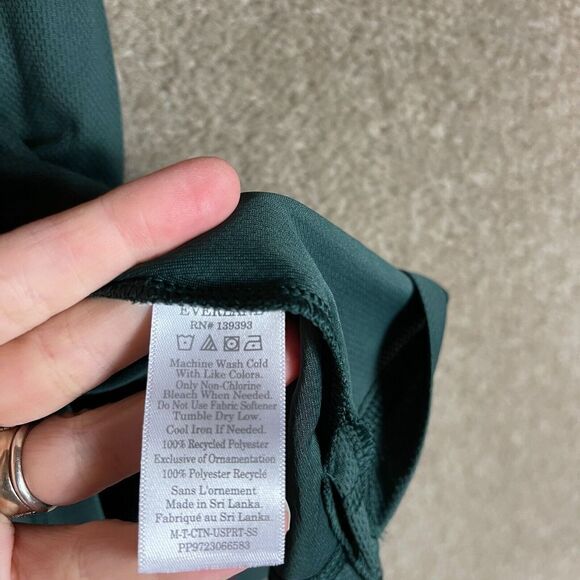 EVERLAND
RN# 139393
Machine Wash Cold
With Like Colors.
Only Non-Chlorine
Bleach When Needed.
Do Not Use Fabric Softener
Tumble Dry Low.
Cool Iron If Needed.
100% Recycled Polyester
Exclusive of Ornamentation
100% Polyester Recyclé
Sans L'ornement
Made in Sri Lanka.
Fabriqué au Sri Lanka.
M-T-CTN-USPRT-SS
PP9723066583